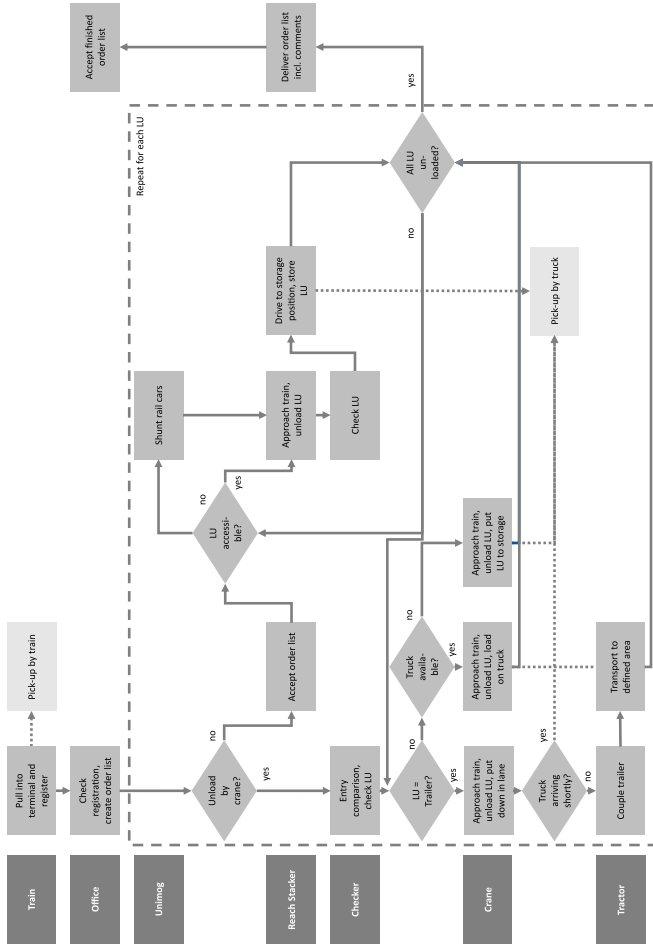 Train
Pull into
terminal and
register
Pick-up by train
Accept finished
order list
Office
Check
registration,
create order list
Repeat for each LU
Unimog
Shunt rail cars
Unload
by
crane?
no
yes
LU
accessi-
ble?
no
yes
Reach Stacker
Accept order list
Approach train,
unload LU
Drive to storage
position, store
LU
Deliver order list
incl. comments
Checker
Entry
comparison,
check LU
Check LU
LU =
Trailer?
no
yes
Truck
availa-
ble?
no
yes
All LU
un-
loaded?
no
yes
Crane
Approach train,
unload LU, put
down in lane
Approach train,
unload LU, load
on truck
Approach train,
unload LU, put
LU to storage
Truck
arriving
shortly?
yes
no
Pick-up by truck
Tractor
Couple trailer
Transport to
defined area